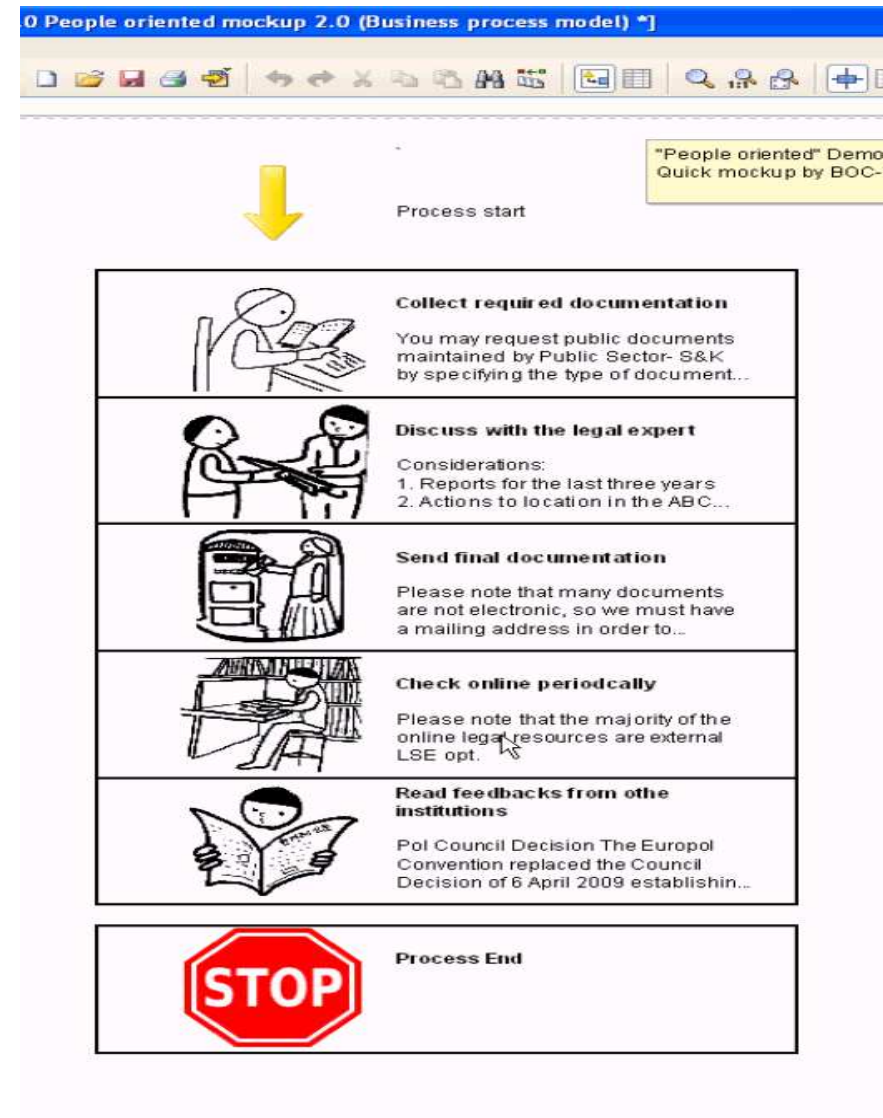 .0 People oriented mockup 2.0 (Business process model) *]
1:1
"People oriented" Demo
Quick mockup by BOC-
Process start
Collect required documentation
You may request public documents
maintained by Public Sector- S&K
by specifying the type of document...
Discuss with the legal expert
Considerations:
1. Reports for the last three years
2. Actions to location in the ABC...
Send final documentation
Please note that many documents
are not electronic, so we must have
a mailing address in order to...
Check online periodcally
Please note that the majority of the
online legal resources are external
LSE opt.
Read feedbacks from othe
institutions
Pol Council Decision The Europol
Convention replaced the Council
Decision of 6 April 2009 establishin...
STOP
Process End